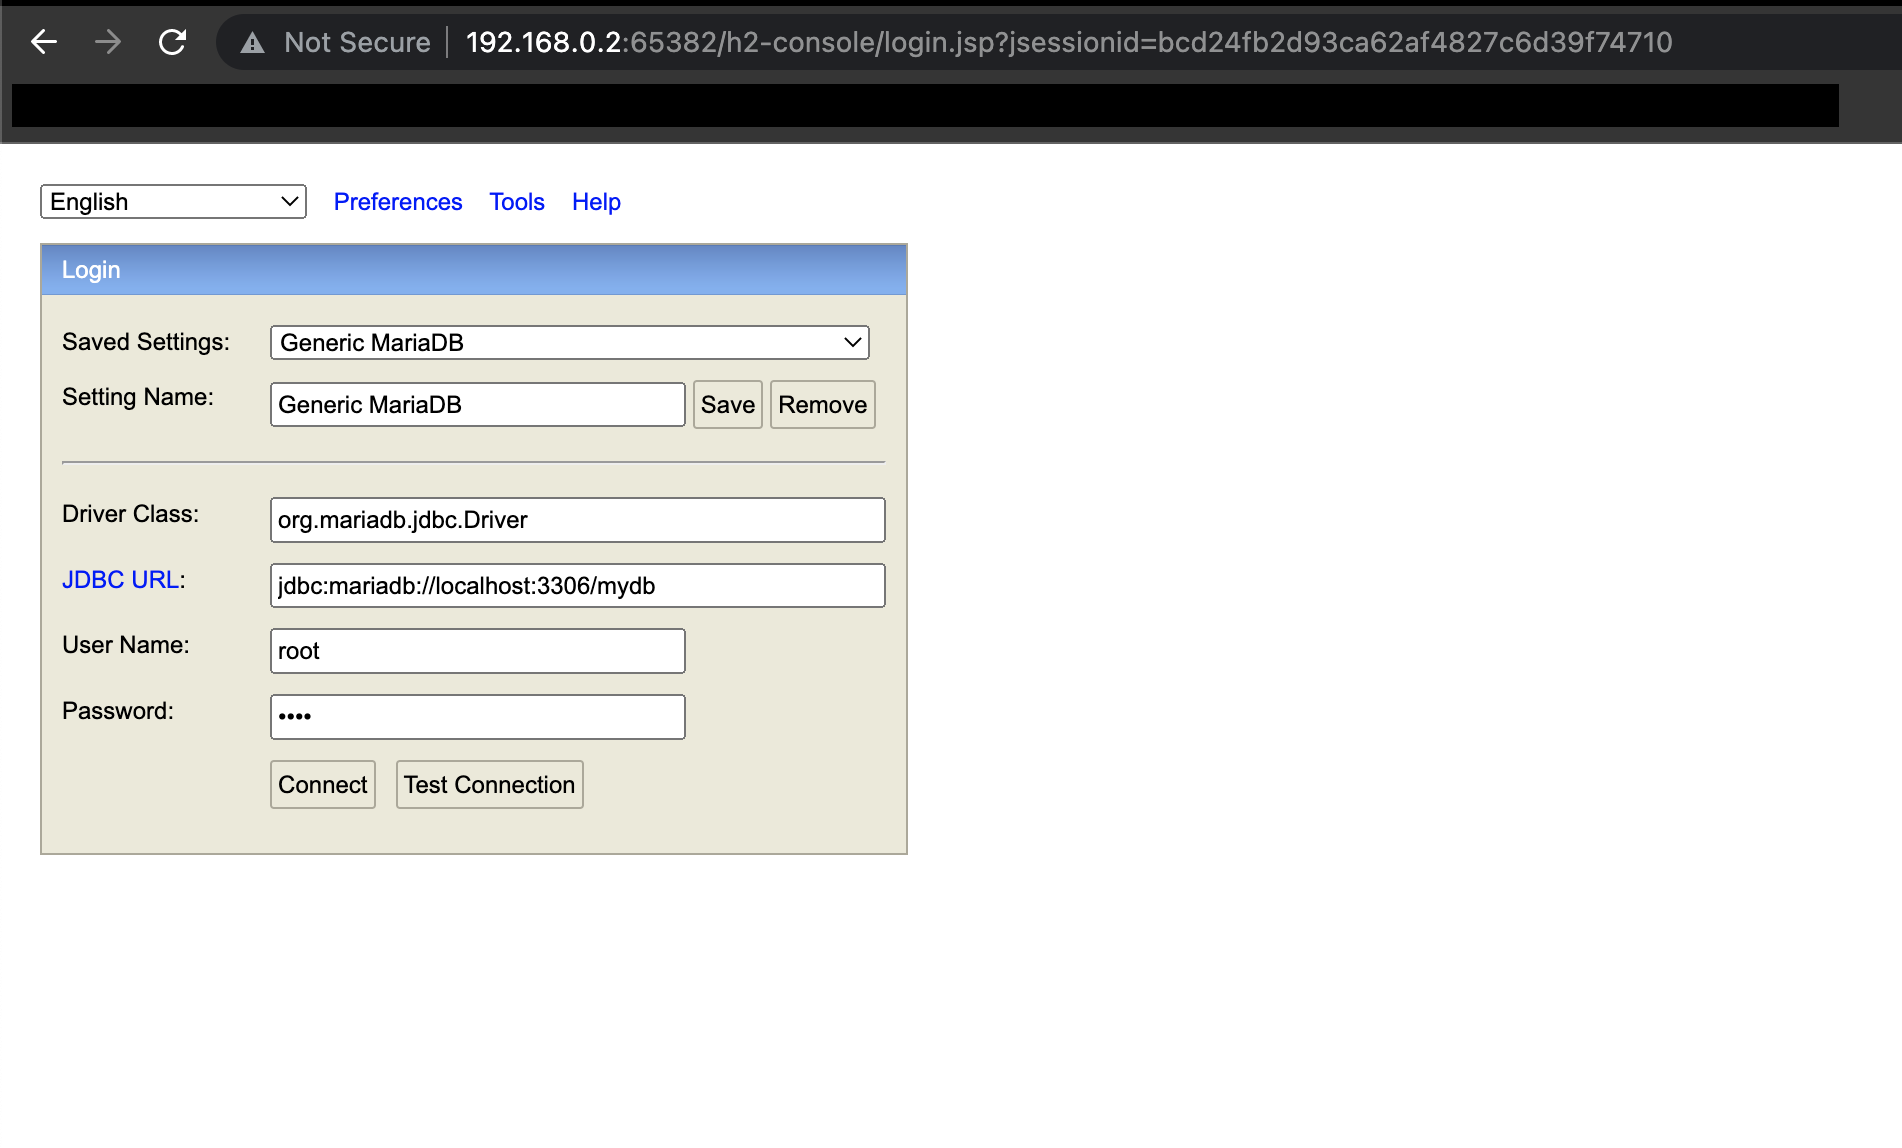 Not Secure 192.168.0.2:65382/h2-console/login.jsp?jsessionid=bcd24fb2d93ca62af4827c6d39f74710
English Preferences Tools Help
Login
Saved Settings: Generic MariaDB
Setting Name: Generic MariaDB Save Remove
Driver Class: org.mariadb.jdbc.Driver
JDBC URL: jdbc:mariadb://localhost:3306/mydb
User Name: root
Password: ••••
Connect Test Connection